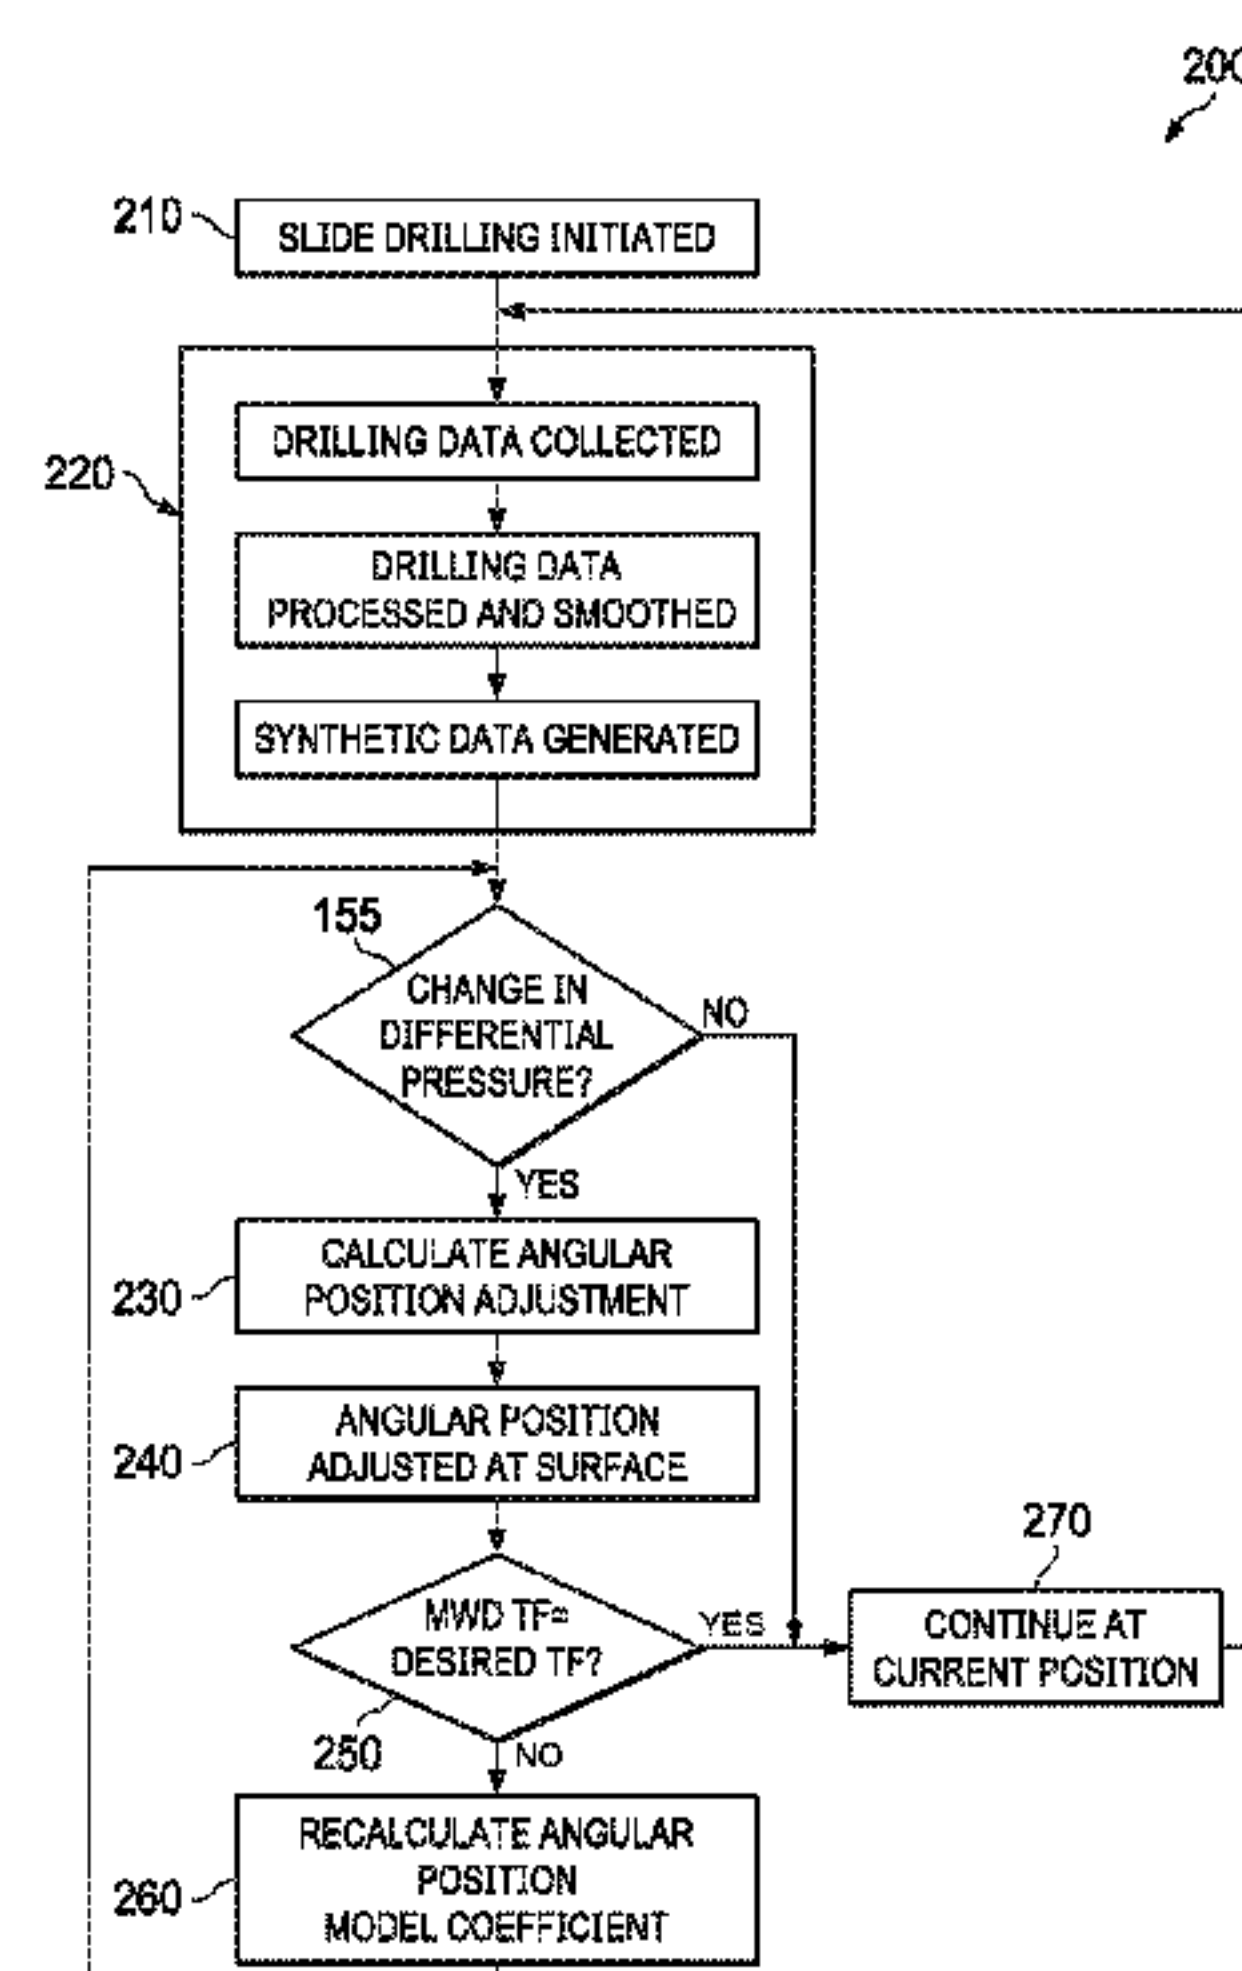 200
210
SLIDE DRILLING INITIATED
220
DRILLING DATA COLLECTED
DRILLING DATA
PROCESSED AND SMOOTHED
SYNTHETIC DATA GENERATED
155
CHANGE IN
DIFFERENTIAL
PRESSURE?
NO
YES
230
CALCULATE ANGULAR
POSITION ADJUSTMENT
240
ANGULAR POSITION
ADJUSTED AT SURFACE
MWD TF=
DESIRED TF?
YES
250
NO
270
CONTINUE AT
CURRENT POSITION
260
RECALCULATE ANGULAR
POSITION
MODEL COEFFICIENT